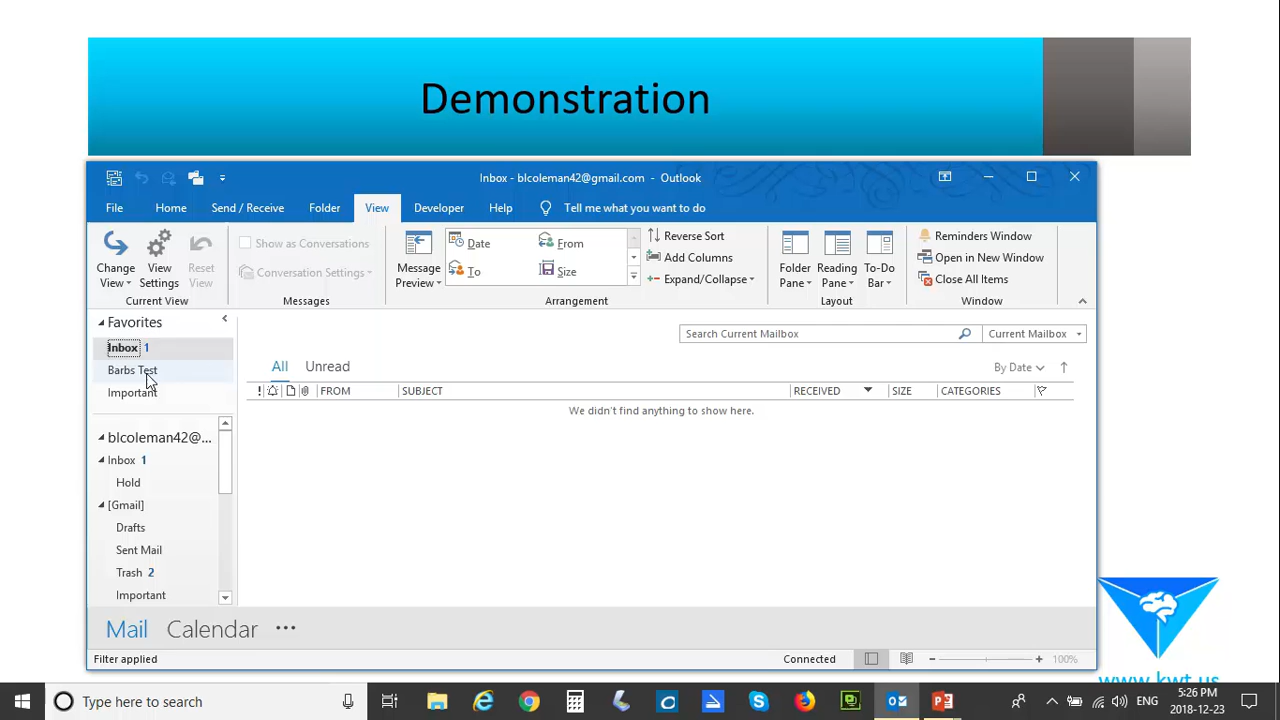 Demonstration
Inbox - blcoleman42@gmail.com - Outlook
File Home Send / Receive Folder View Developer Help Tell me what you want to do
Change View View Settings Reset View
Current View
Show as Conversations
Conversation Settings
Messages
Message Preview
Date From
To Size
Reverse Sort
Add Columns
Expand/Collapse
Arrangement
Folder Pane Reading Pane To-Do Bar
Layout
Reminders Window
Open in New Window
Close All Items
Window
Favorites
Inbox 1
Barbs Test
Important
blcoleman42@...
Inbox 1
Hold
[Gmail]
Drafts
Sent Mail
Trash 2
Important
Search Current Mailbox Current Mailbox
All Unread By Date
! FROM SUBJECT RECEIVED SIZE CATEGORIES
We didn't find anything to show here.
Mail Calendar ...
Filter applied Connected 100%
www.kwt.us
Type here to search ENG 5:26 PM
2018-12-23